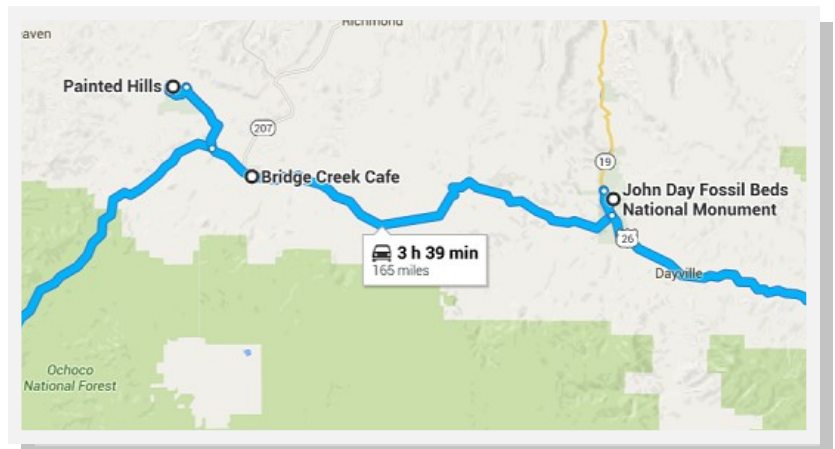 Richmond
aven
Painted Hills
207
Bridge Creek Cafe
19
John Day Fossil Beds
National Monument
26
3 h 39 min
165 miles
Dayville
Ochoco
National Forest